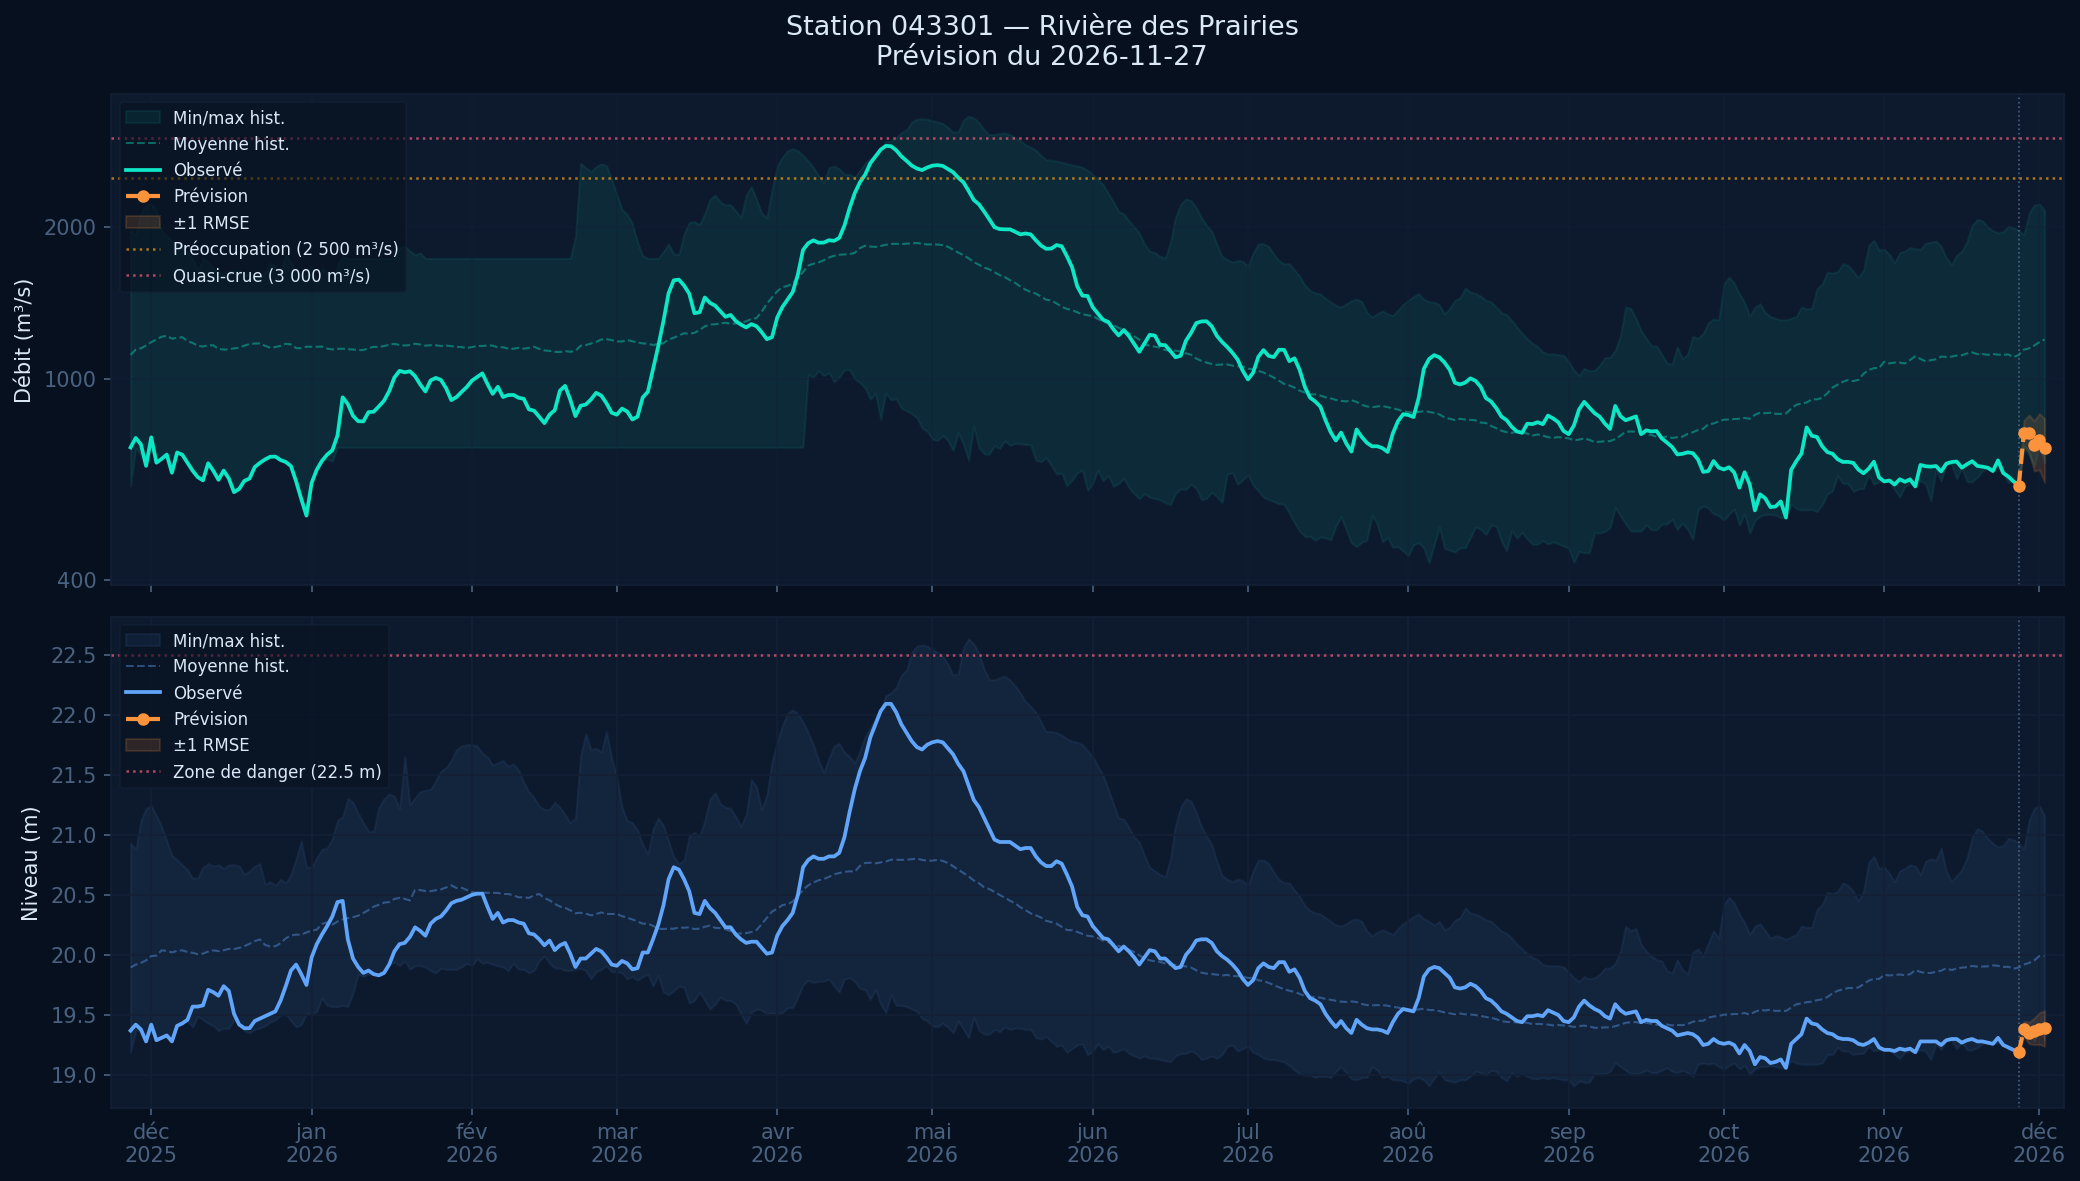 Station 043301 — Rivière des Prairies
Prévision du 2026-11-27
Min/max hist.
Moyenne hist.
Observé
Prévision
±1 RMSE
Préoccupation (2 500 m³/s)
Quasi-crue (3 000 m³/s)
Débit (m³/s)
2000
1000
400
Min/max hist.
Moyenne hist.
Observé
Prévision
±1 RMSE
Zone de danger (22.5 m)
Niveau (m)
22.5
22.0
21.5
21.0
20.5
20.0
19.5
19.0
déc jan fév mar avr mai jun jul aoû sep oct nov déc
2025 2026 2026 2026 2026 2026 2026 2026 2026 2026 2026 2026 2026